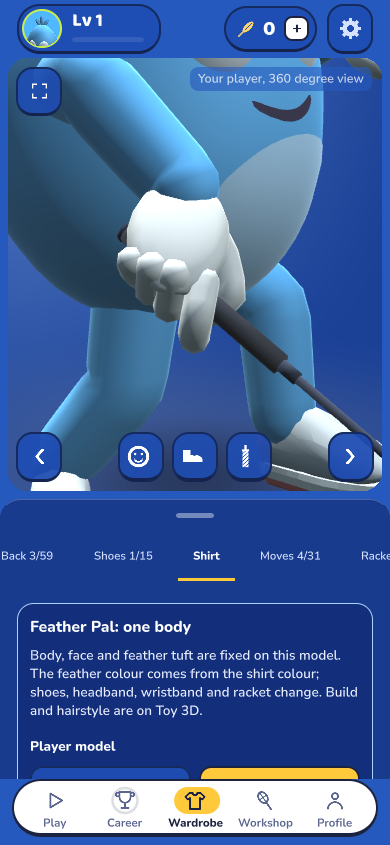 Lv 1
0
+
Your player, 360 degree view
Back 3/59
Shoes 1/15
Shirt
Moves 4/31
Racke
Feather Pal: one body
Body, face and feather tuft are fixed on this model.
The feather colour comes from the shirt colour;
shoes, headband, wristband and racket change. Build
and hairstyle are on Toy 3D.
Player model
Play
Career
Wardrobe
Workshop
Profile